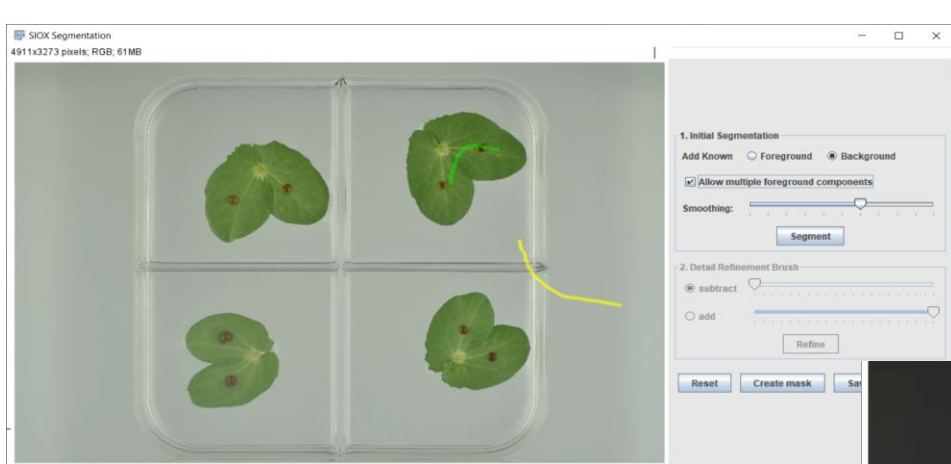 SIOX Segmentation
4911x3273 pixels; RGB; 61MB
1. Initial Segmentation
Add Known Foreground Background
Allow multiple foreground components
Smoothing:
Segment
2. Detail Refinement Brush
subtract
add
Refine
Reset Create mask